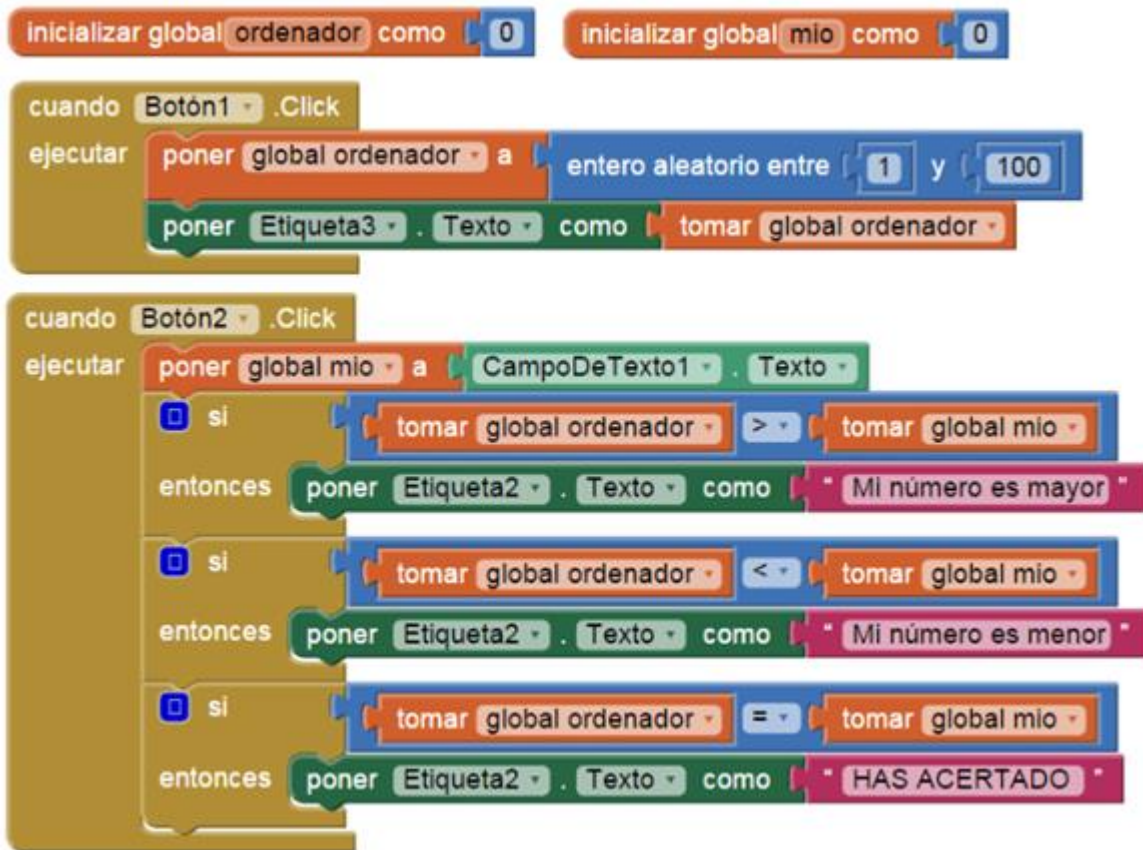 inicializar global ordenador como 0 inicializar global mio como 0
cuando Botón1 .Click
ejecutar poner global ordenador a entero aleatorio entre 1 y 100
poner Etiqueta3 . Texto como tomar global ordenador
cuando Botón2 .Click
ejecutar poner global mio a CampoDeTexto1 . Texto
si tomar global ordenador > tomar global mio
entonces poner Etiqueta2 . Texto como " Mi número es mayor "
si tomar global ordenador < tomar global mio
entonces poner Etiqueta2 . Texto como " Mi número es menor "
si tomar global ordenador = tomar global mio
entonces poner Etiqueta2 . Texto como " HAS ACERTADO "